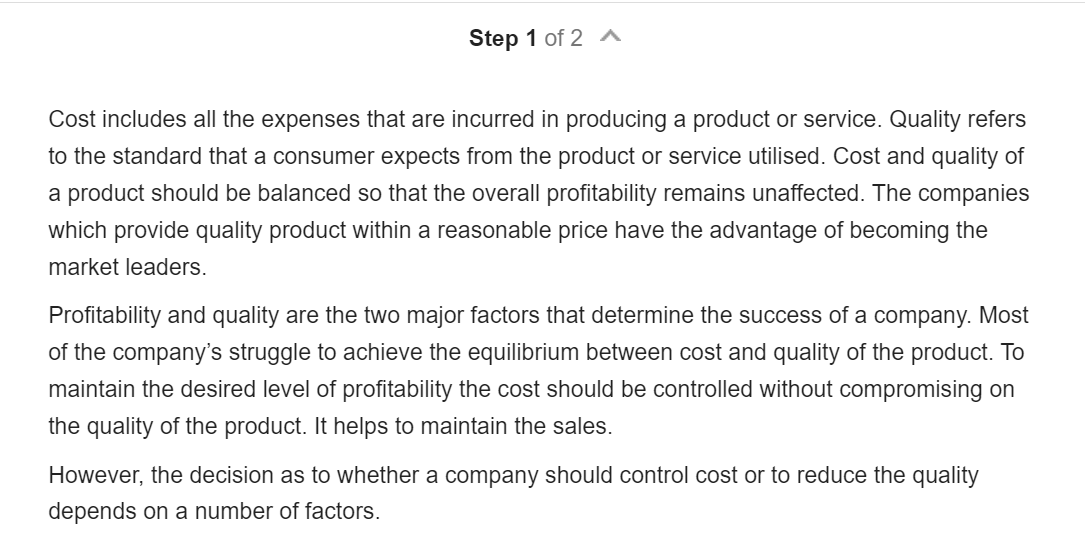 Step 1 of 2
Cost includes all the expenses that are incurred in producing a product or service. Quality refers
to the standard that a consumer expects from the product or service utilised. Cost and quality of
a product should be balanced so that the overall profitability remains unaffected. The companies
which provide quality product within a reasonable price have the advantage of becoming the
market leaders.
Profitability and quality are the two major factors that determine the success of a company. Most
of the company’s struggle to achieve the equilibrium between cost and quality of the product. To
maintain the desired level of profitability the cost should be controlled without compromising on
the quality of the product. It helps to maintain the sales.
However, the decision as to whether a company should control cost or to reduce the quality
depends on a number of factors.